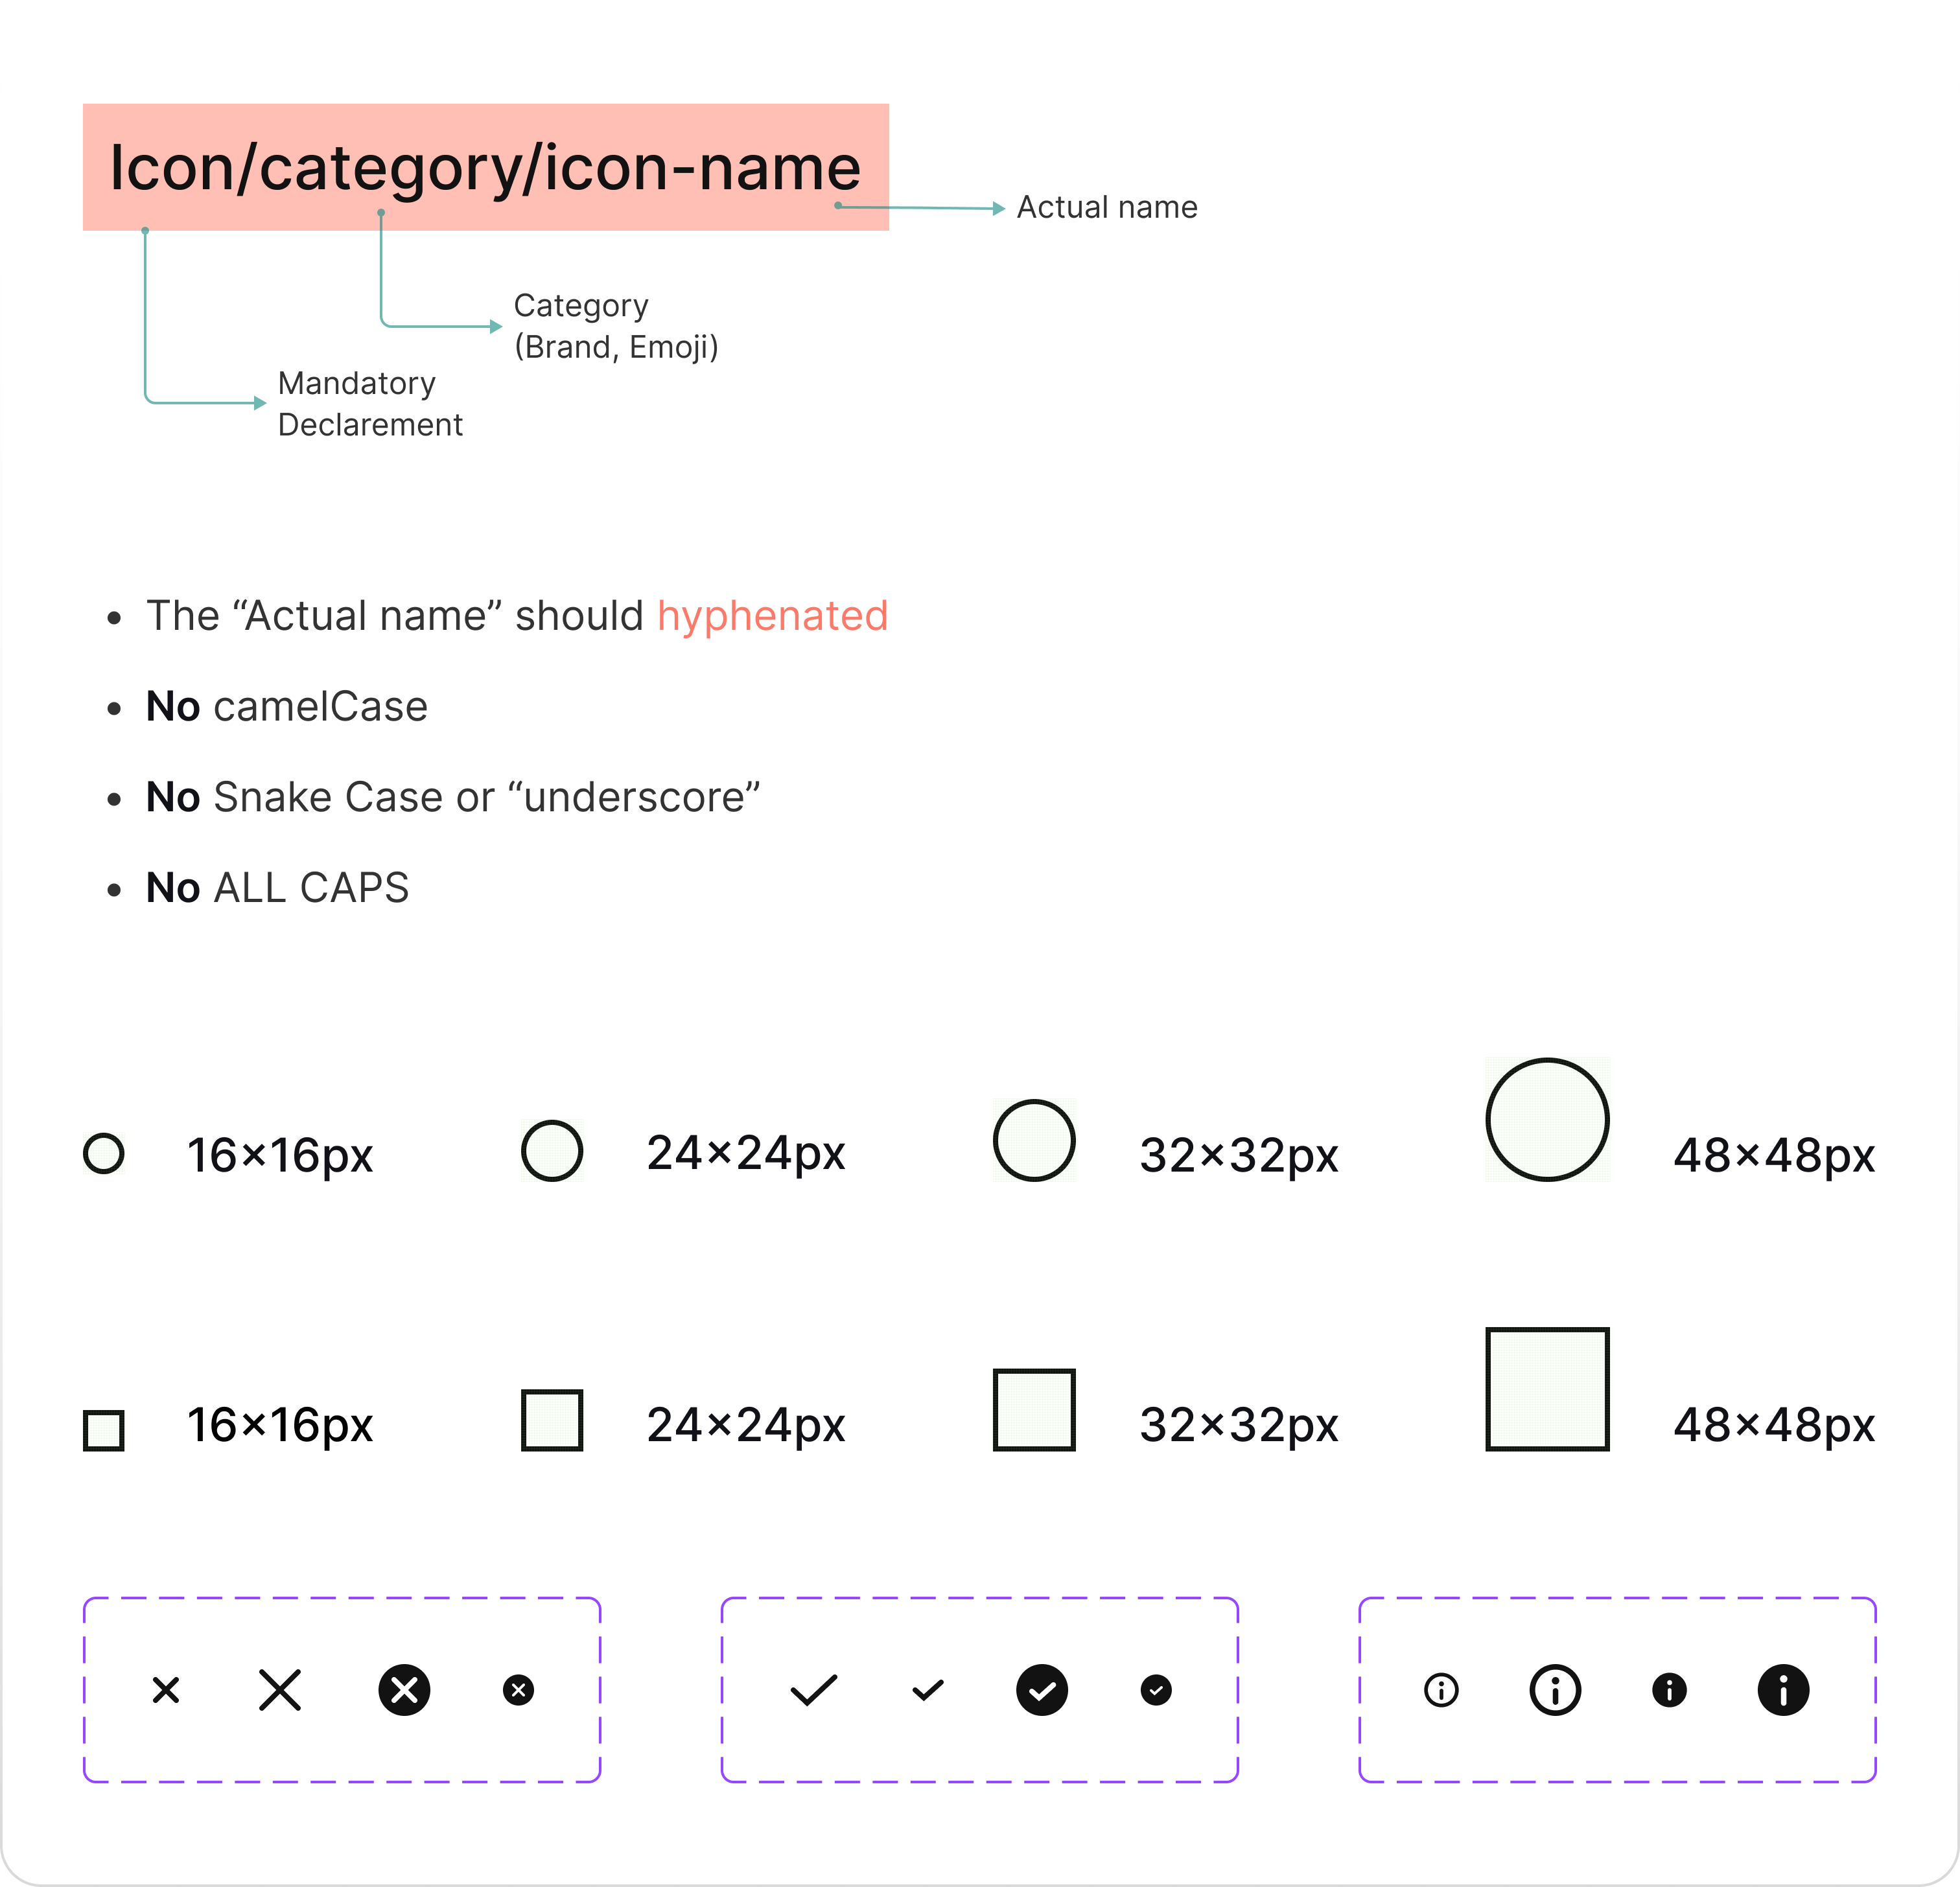 Icon/category/icon-name
Actual name
Category
(Brand, Emoji)
Mandatory
Declarement
The “Actual name” should hyphenated
No camelCase
No Snake Case or “underscore”
No ALL CAPS
16×16px
24×24px
32×32px
48×48px
16×16px
24×24px
32×32px
48×48px